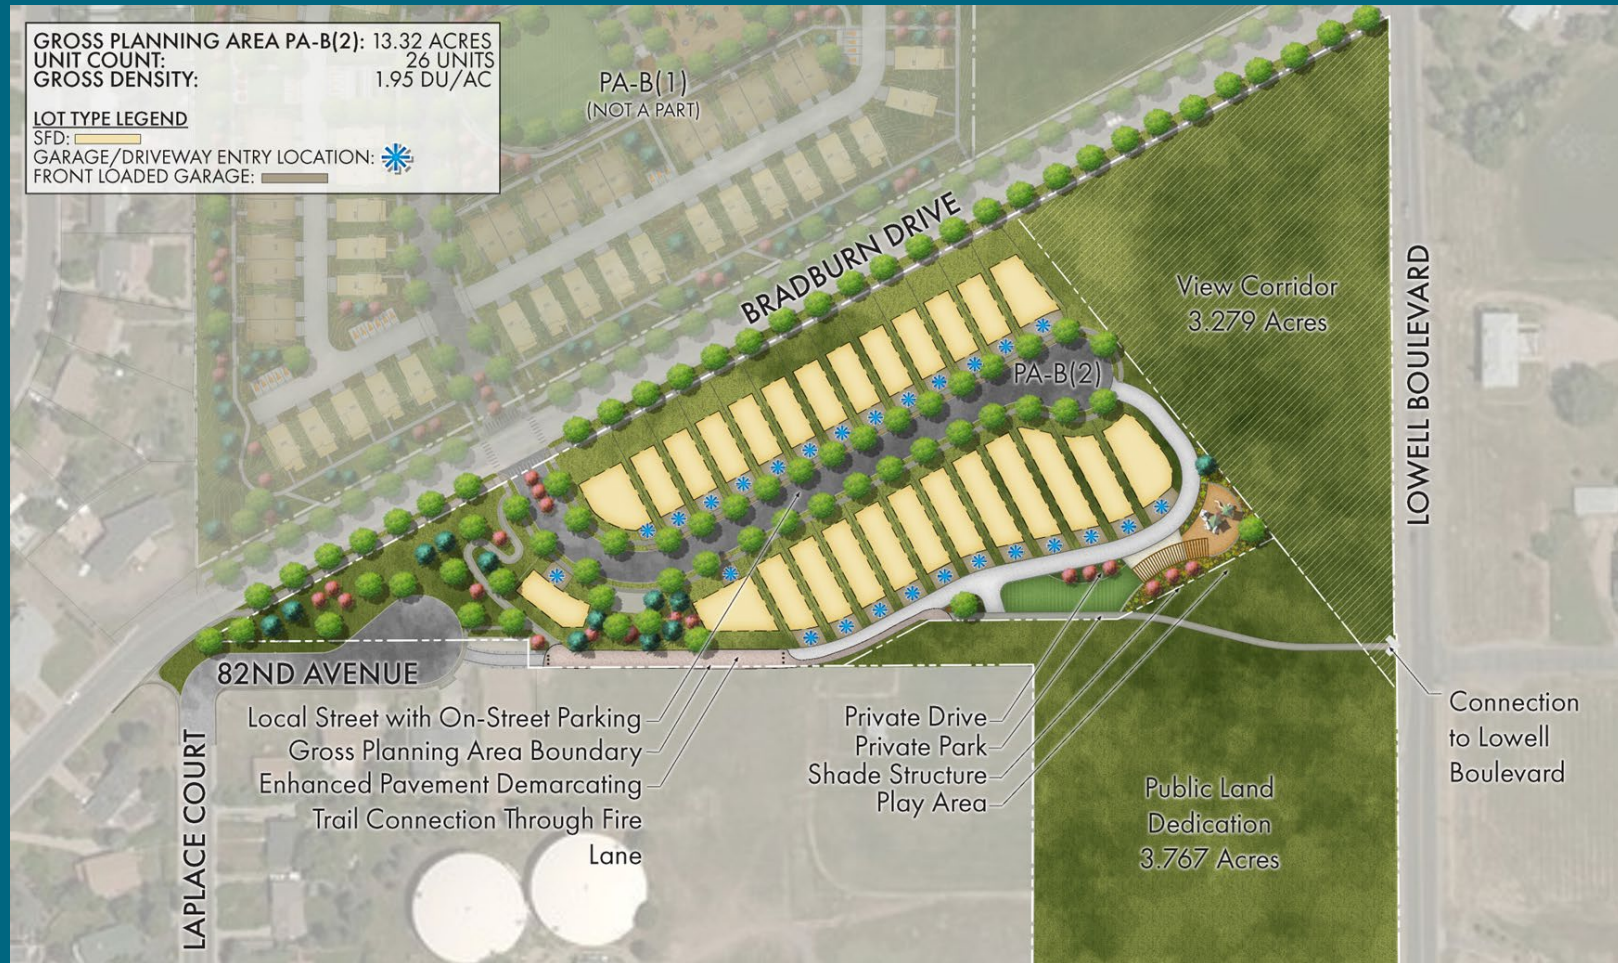 GROSS PLANNING AREA PA-B(2): 13.32 ACRES
UNIT COUNT: 26 UNITS
GROSS DENSITY: 1.95 DU/AC
LOT TYPE LEGEND
SFD:
GARAGE/DRIVEWAY ENTRY LOCATION:
FRONT LOADED GARAGE:
PA-B(1)
(NOT A PART)
BRADBURN DRIVE
View Corridor
3.279 Acres
LOWELL BOULEVARD
PA-B(2)
82ND AVENUE
LAPLACE COURT
Local Street with On-Street Parking
Gross Planning Area Boundary
Enhanced Pavement Demarcating
Trail Connection Through Fire
Lane
Private Drive
Private Park
Shade Structure
Play Area
Public Land
Dedication
3.767 Acres
Connection
to Lowell
Boulevard